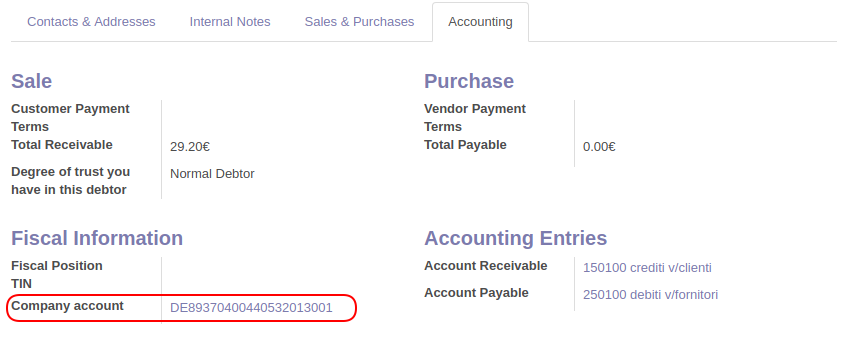 Contacts & Addresses Internal Notes Sales & Purchases Accounting
Sale
Customer Payment
Terms
Total Receivable 29.20€
Degree of trust you Normal Debtor
have in this debtor
Purchase
Vendor Payment
Terms
Total Payable 0.00€
Fiscal Information
Fiscal Position
TIN
Company account DE89370400440532013001
Accounting Entries
Account Receivable 150100 crediti v/clienti
Account Payable 250100 debiti v/fornitori